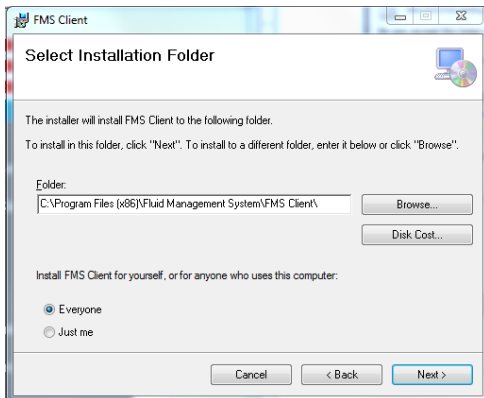 FMS Client
Select Installation Folder
The installer will install FMS Client to the following folder.
To install in this folder, click "Next". To install to a different folder, enter it below or click "Browse".
Folder:
C:\Program Files (x86)\Fluid Management System\FMS Client\
Browse...
Disk Cost...
Install FMS Client for yourself, or for anyone who uses this computer:
Everyone
Just me
Cancel
< Back
Next >